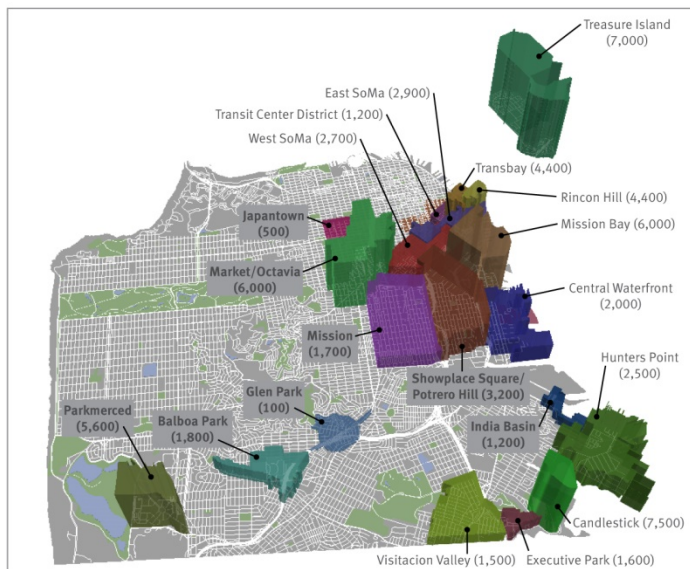 Treasure Island
(7,000)
East SoMa (2,900)
Transit Center District (1,200)
West SoMa (2,700)
Transbay
(4,400)
Rincon Hill (4,400)
Japantown
(500)
Mission Bay (6,000)
Market/Octavia
(6,000)
Central Waterfront
(2,000)
Mission
(1,700)
Showplace Square/
Potrero Hill (3,200)
Hunters Point
(2,500)
Glen Park
(100)
India Basin
(1,200)
Parkmerced
(5,600)
Balboa Park
(1,800)
Candlestick (7,500)
Visitacion Valley (1,500)
Executive Park (1,600)